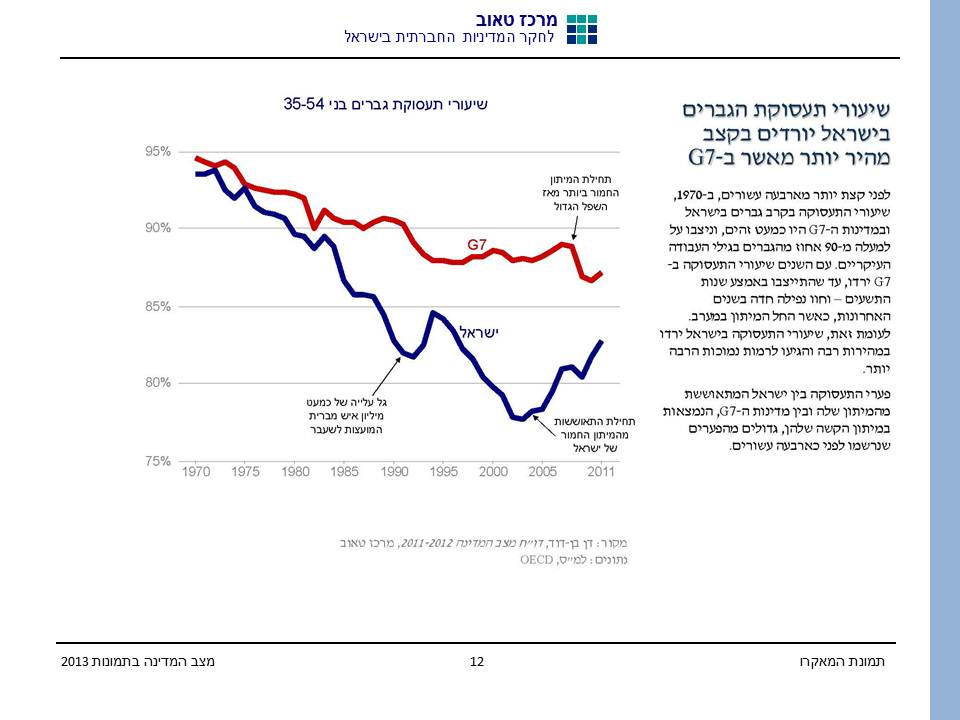 מרכז טאוב
לחקר המדיניות החברתית בישראל
שיעורי תעסוקת הגברים
בישראל יורדים בקצב
מהיר יותר מאשר ב-G7
לפני קצת יותר מארבעה עשורים, ב-1970,
שיעורי התעסוקה בקרב גברים בישראל
ובמדינות ה-G7 היו כמעט זהים, וניצבו על
למעלה מ-90 אחוז מהגברים בגילי העבודה
העיקריים. עם השנים שיעורי התעסוקה ב-
G7 ירדו, עד שהתייצבו באמצע שנות
התשעים – וחוו נפילה חדה בשנים
האחרונות, כאשר החל המיתון במערב.
לעומת זאת, שיעורי התעסוקה בישראל ירדו
במהירות רבה והגיעו לרמות נמוכות הרבה
יותר.
פערי התעסוקה בין ישראל המתאוששת
מהמיתון שלה ובין מדינות ה-G7, הנמצאות
במיתון הקשה שלהן, גדולים מהפערים
שנרשמו לפני כארבעה עשורים.
שיעורי תעסוקת גברים בני 35-54
95%
90%
85%
80%
75%
תחילת המיתון
החמור ביותר מאז
השפל הגדול
G7
ישראל
גל עלייה של כמעט
מיליון איש מברית
המועצות לשעבר
תחילת התאוששות
מהמיתון החמור
של ישראל
1970 1975 1980 1985 1990 1995 2000 2005 2011
מקור: דן בן-דוד, דו״ח מצב המדינה 2011-2012, מרכז טאוב
נתונים: למ״ס, OECD
תמונת המאקרו
12
מצב המדינה בתמונות 2013